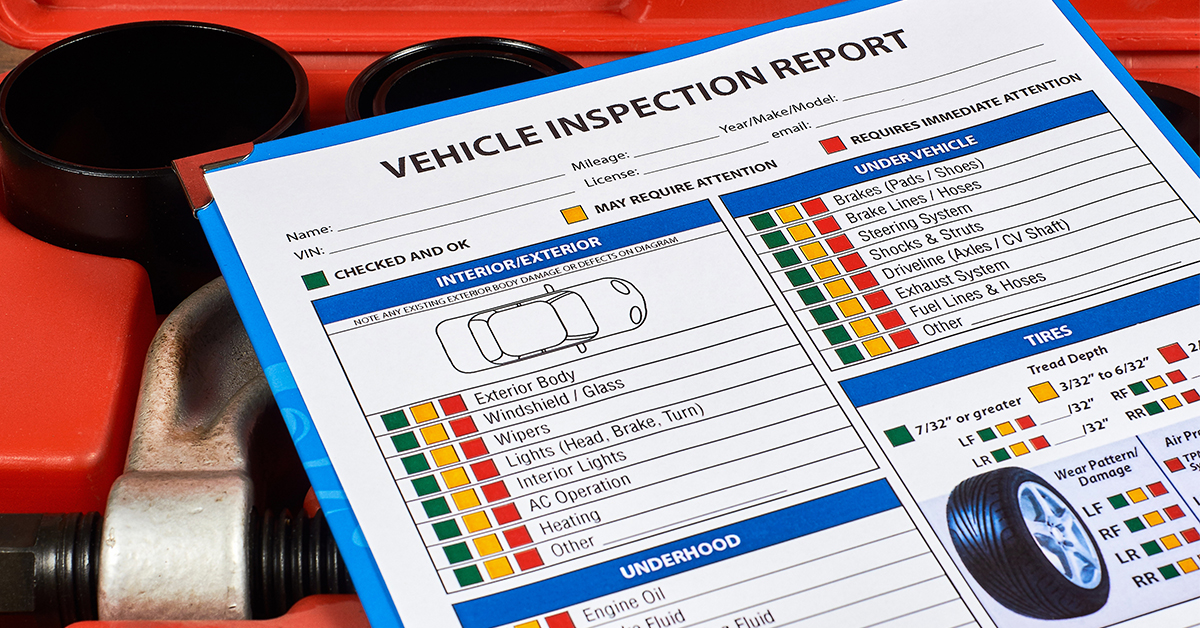 VEHICLE INSPECTION REPORT
Name:
Mileage:
Year/Make/Model:
VIN:
License:
email:
CHECKED AND OK
MAY REQUIRE ATTENTION
REQUIRES IMMEDIATE ATTENTION
INTERIOR/EXTERIOR
NOTE ANY EXISTING EXTERIOR BODY DAMAGE OR DEFECTS ON DIAGRAM
Exterior Body
Windshield / Glass
Wipers
Lights (Head, Brake, Turn)
Interior Lights
AC Operation
Heating
Other
UNDERHOOD
Engine Oil
Fluid
Fluid
UNDER VEHICLE
Brakes (Pads / Shoes)
Brake Lines / Hoses
Steering System
Shocks & Struts
Driveline (Axles / CV Shaft)
Exhaust System
Fuel Lines & Hoses
Other
TIRES
Tread Depth
7/32" or greater
3/32" to 6/32"
LF /32" RF
LR /32" RR
Wear Pattern/
Damage
LF
RF
LR
RR
Air